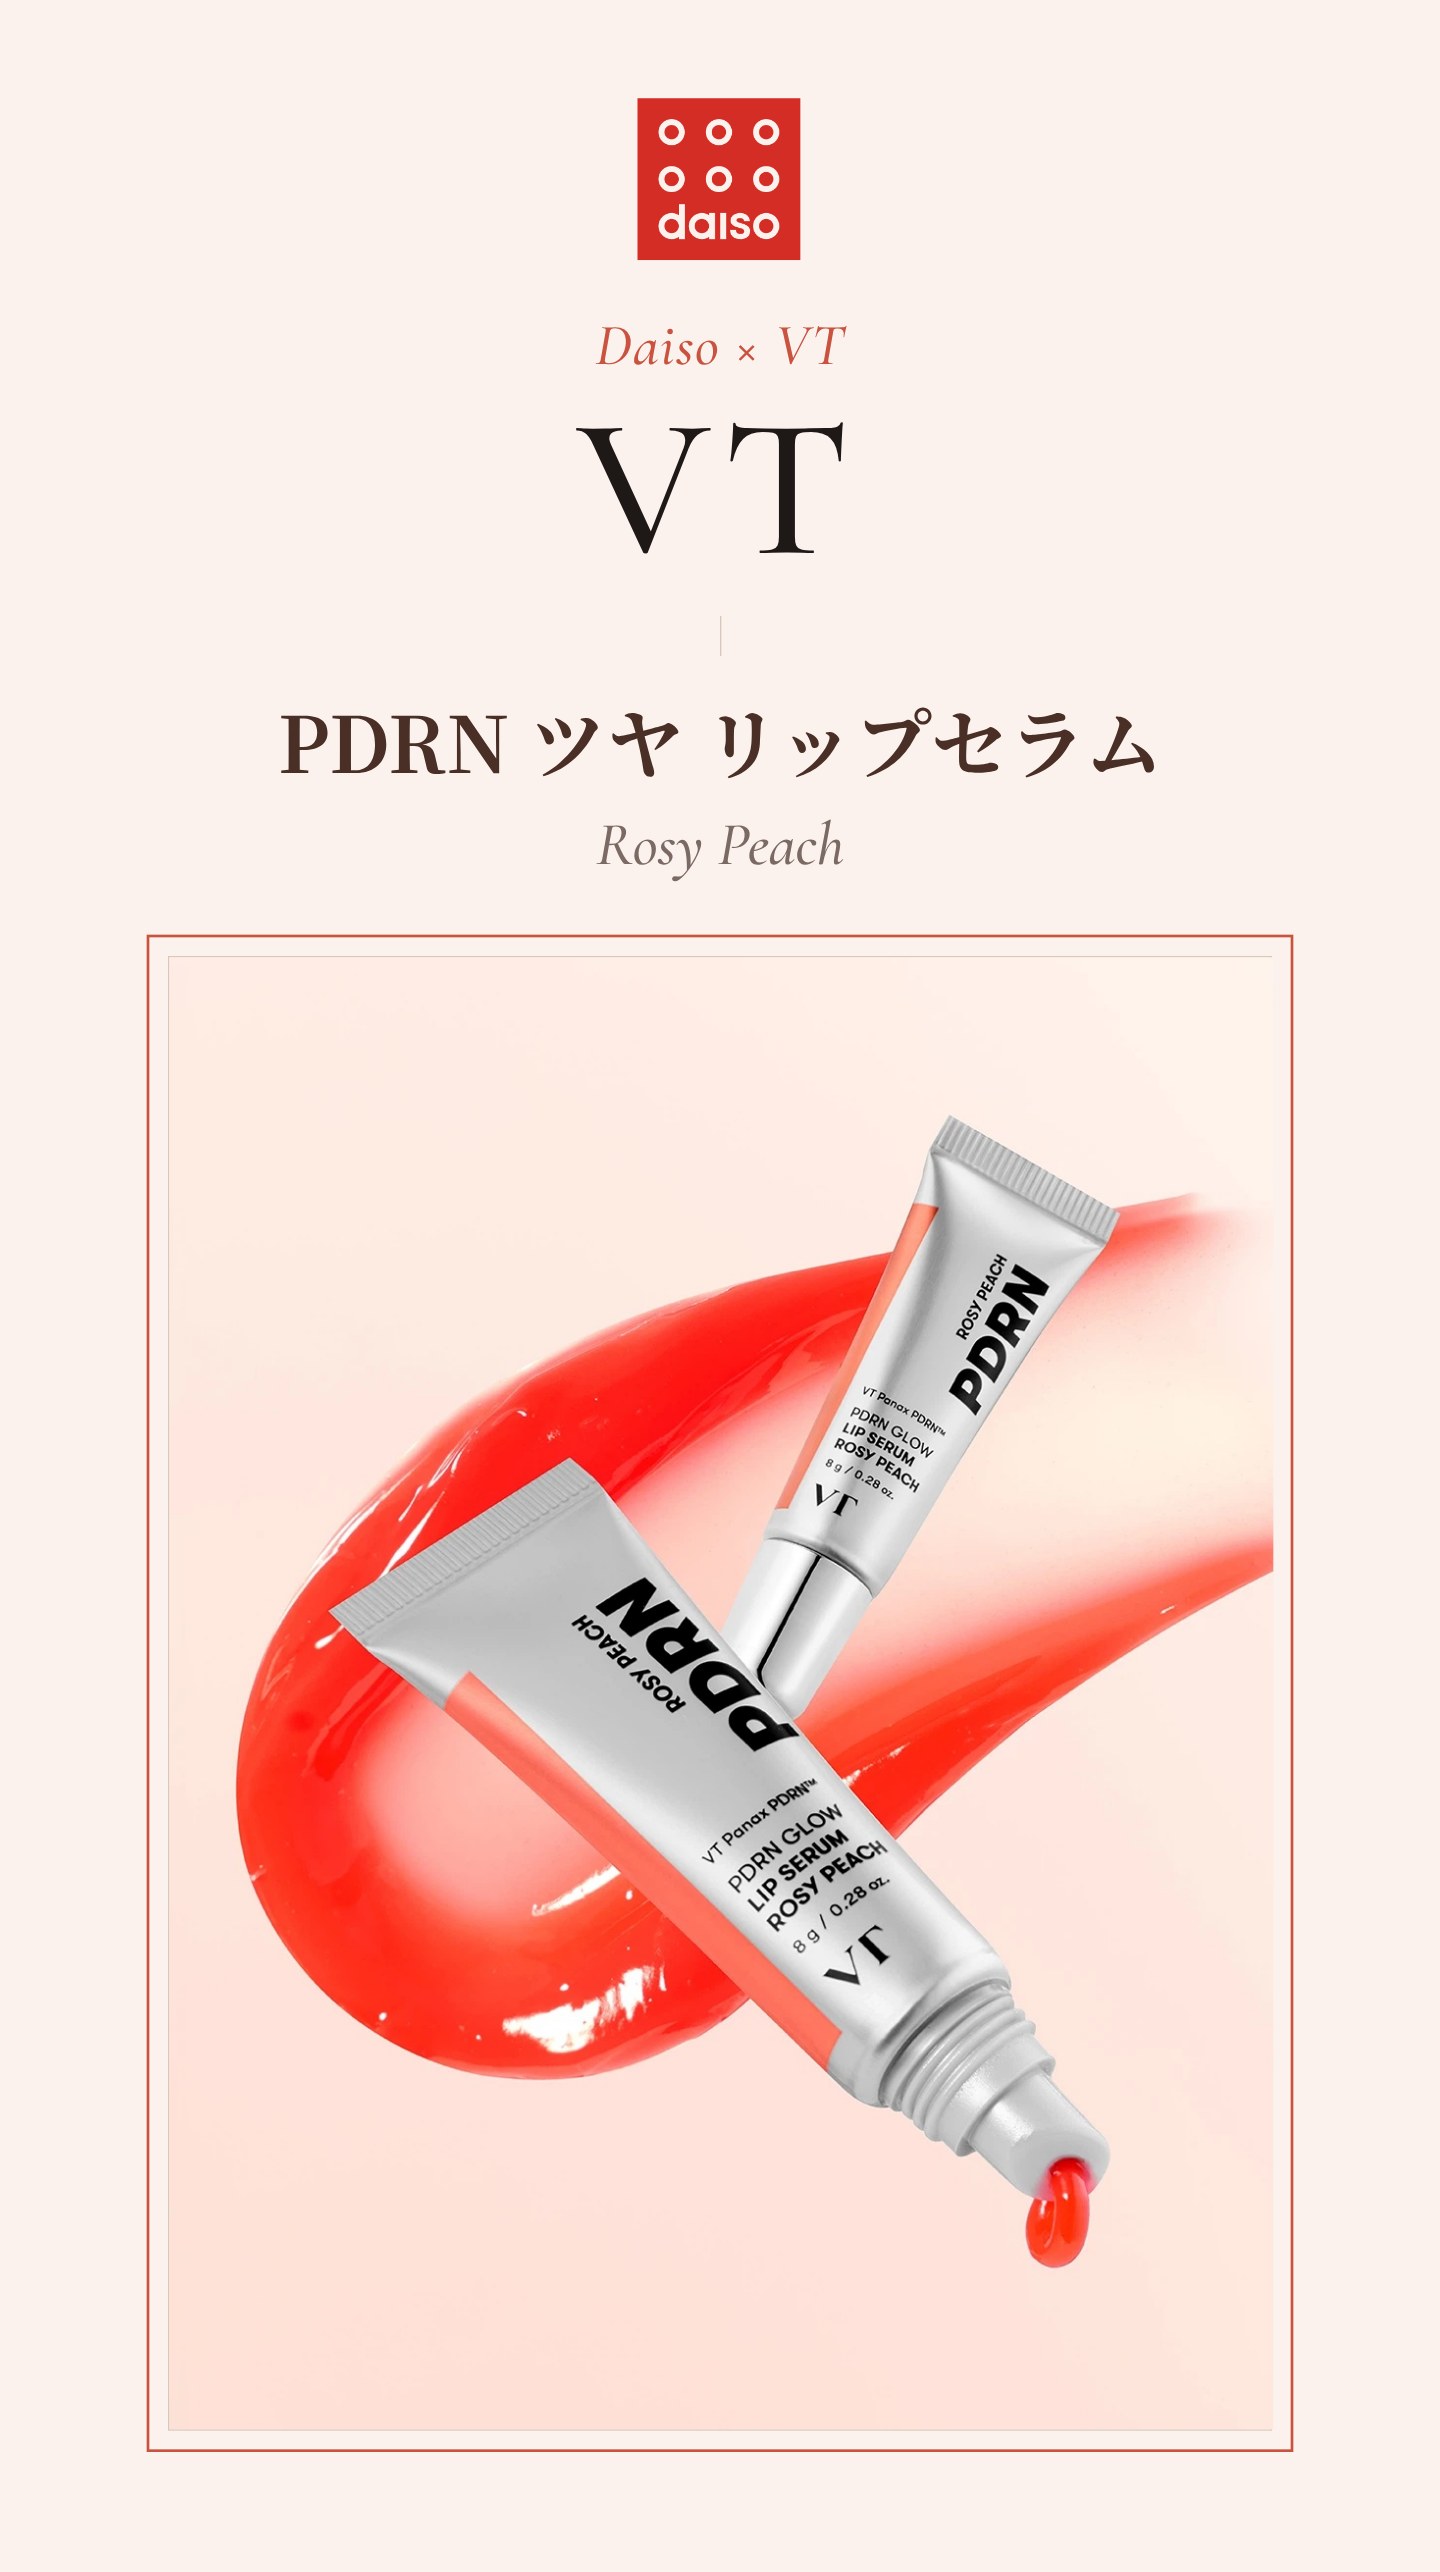 daiso
Daiso × VT
VT
PDRN ツヤ リップセラム
Rosy Peach
ROSY PEACH
PDRN
VT Panax PDRN™
PDRN GLOW
LIP SERUM
ROSY PEACH
8 g / 0.28 oz.
VT
PDRN
ROSY PEACH
VT Panax PDRN™
PDRN GLOW
LIP SERUM
ROSY PEACH
8 g / 0.28 oz.
VT